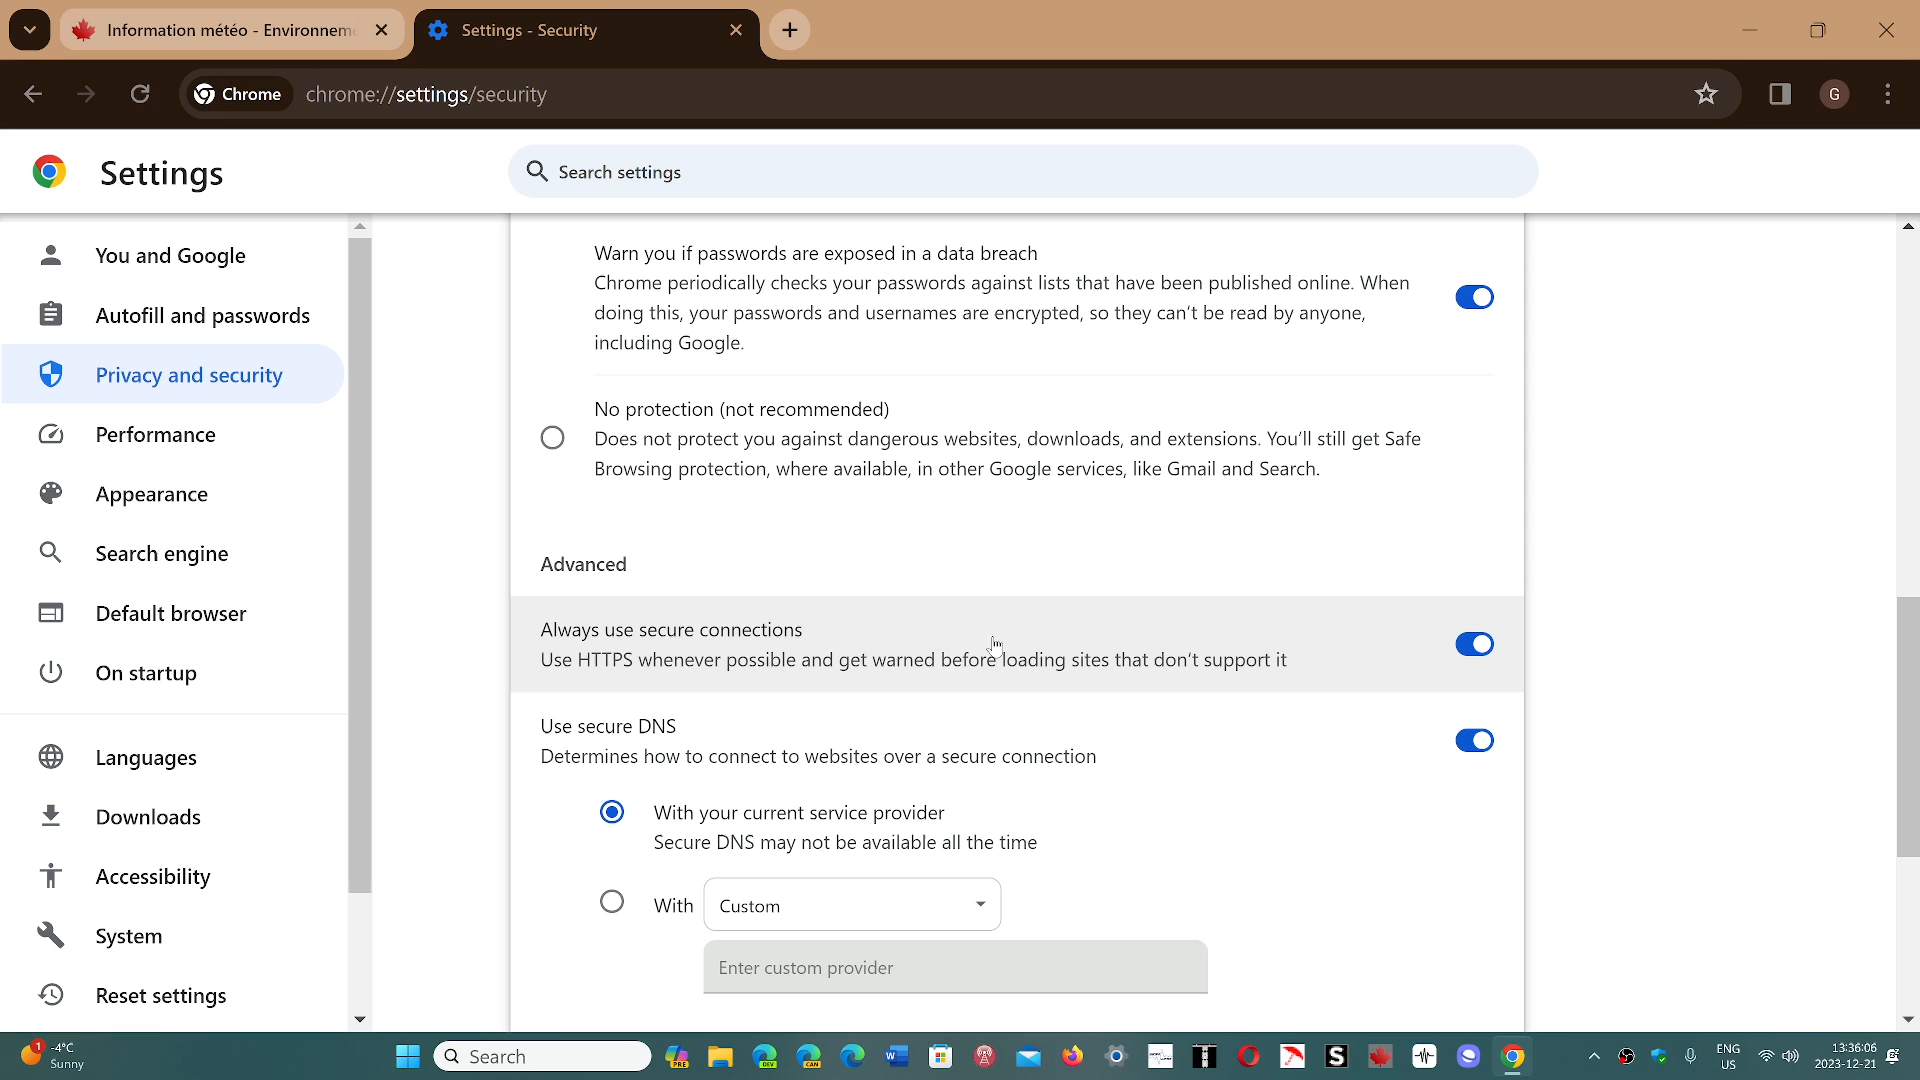 Information météo - Environnem
Settings - Security
Chrome
chrome://settings/security
Settings
Search settings
You and Google
Autofill and passwords
Privacy and security
Performance
Appearance
Search engine
Default browser
On startup
Languages
Downloads
Accessibility
System
Reset settings
Warn you if passwords are exposed in a data breach
Chrome periodically checks your passwords against lists that have been published online. When
doing this, your passwords and usernames are encrypted, so they can't be read by anyone,
including Google.
No protection (not recommended)
Does not protect you against dangerous websites, downloads, and extensions. You'll still get Safe
Browsing protection, where available, in other Google services, like Gmail and Search.
Advanced
Always use secure connections
Use HTTPS whenever possible and get warned before loading sites that don't support it
Use secure DNS
Determines how to connect to websites over a secure connection
With your current service provider
Secure DNS may not be available all the time
With Custom
Enter custom provider
1
-4°C
Sunny
Search
PRE
DEV
CAN
W
S
G
ENG
US
13:36:06
2023-12-21